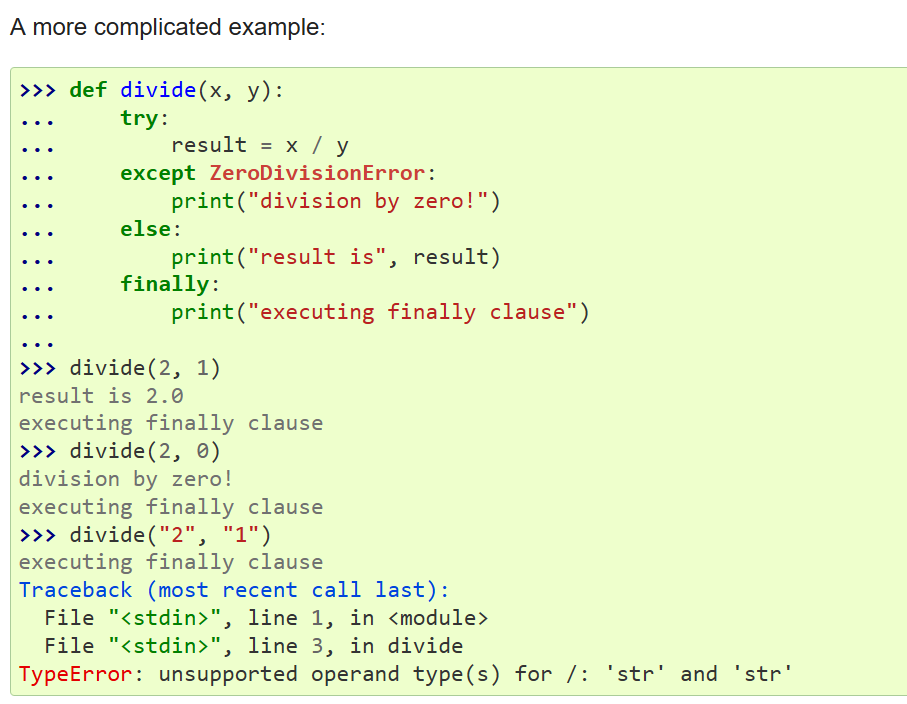 A more complicated example:
>>> def divide(x, y):
...     try:
...         result = x / y
...     except ZeroDivisionError:
...         print("division by zero!")
...     else:
...         print("result is", result)
...     finally:
...         print("executing finally clause")
...
>>> divide(2, 1)
result is 2.0
executing finally clause
>>> divide(2, 0)
division by zero!
executing finally clause
>>> divide("2", "1")
executing finally clause
Traceback (most recent call last):
  File "<stdin>", line 1, in <module>
  File "<stdin>", line 3, in divide
TypeError: unsupported operand type(s) for /: 'str' and 'str'